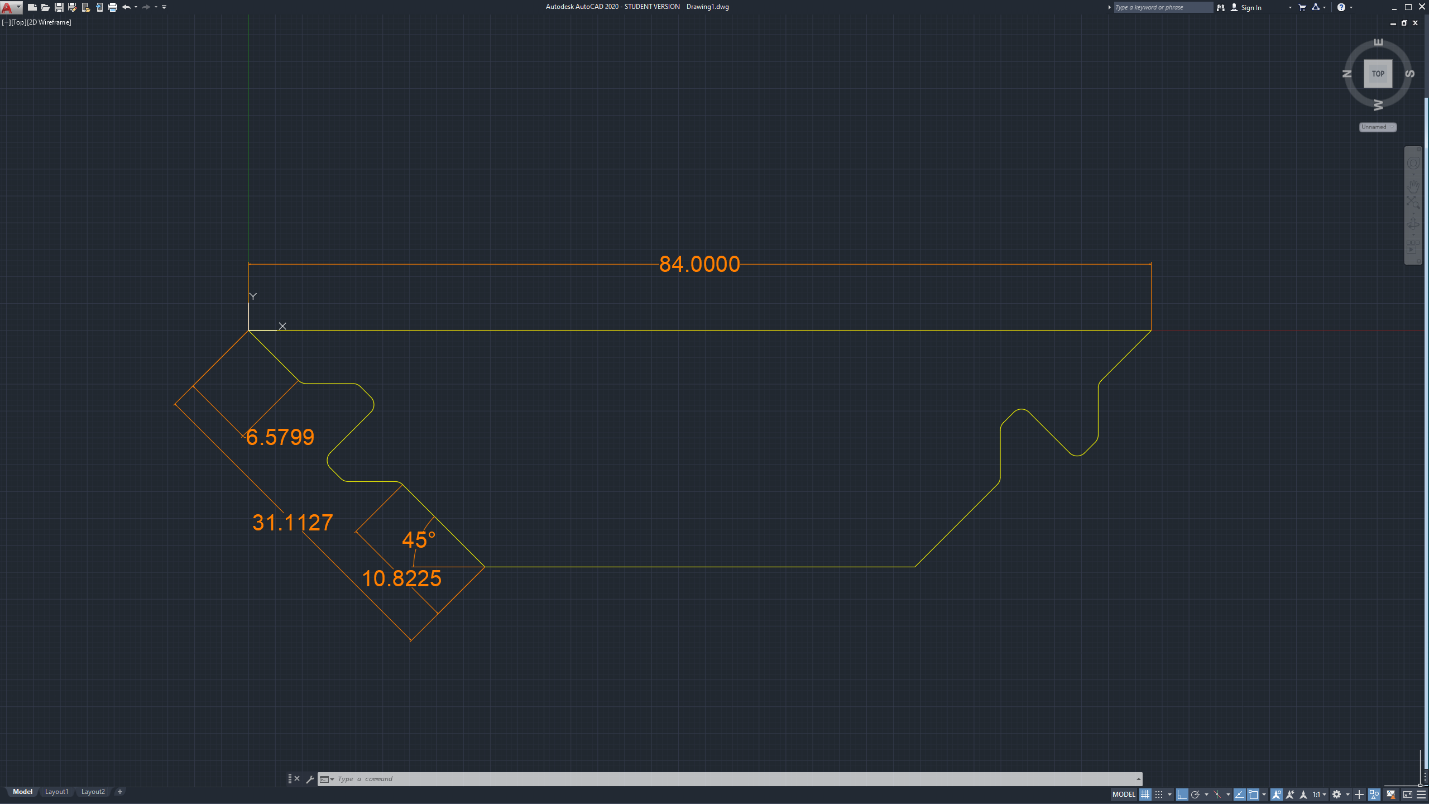 Autodesk AutoCAD 2020 - STUDENT VERSION Drawing1.dwg
Type a keyword or phrase
Sign In
[−][Top][2D Wireframe]
E
N
TOP
S
W
Unnamed
84.0000
Y
X
6.5799
31.1127
45°
10.8225
Type a command
Model
Layout1
Layout2
+
MODEL
1:1